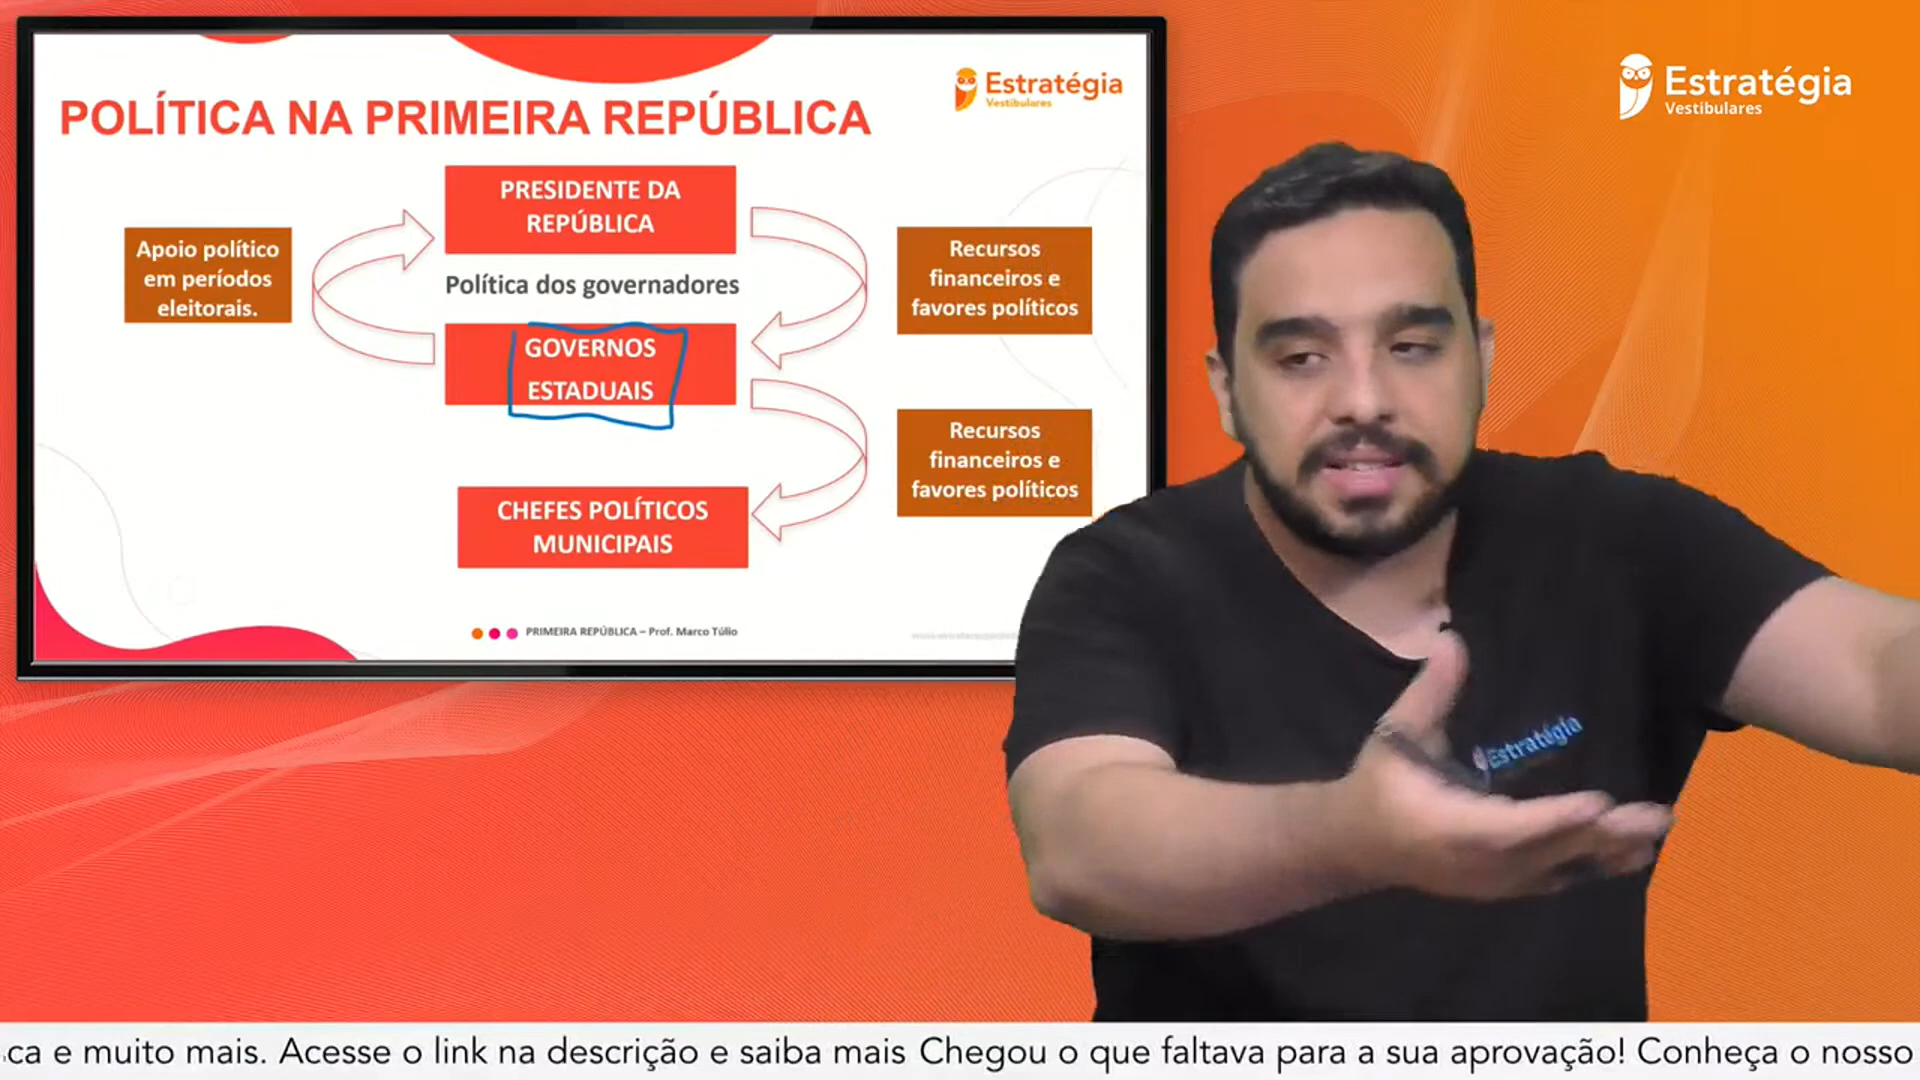 POLÍTICA NA PRIMEIRA REPÚBLICA
Estratégia
Vestibulares
PRESIDENTE DA
REPÚBLICA
Apoio político
em períodos
eleitorais.
Recursos
financeiros e
favores políticos
Política dos governadores
GOVERNOS
ESTADUAIS
Recursos
financeiros e
favores políticos
CHEFES POLÍTICOS
MUNICIPAIS
PRIMEIRA REPÚBLICA – Prof. Marco Túlio
Estratégia
Vestibulares
Estratégia
ca e muito mais. Acesse o link na descrição e saiba mais Chegou o que faltava para a sua aprovação! Conheça o nosso